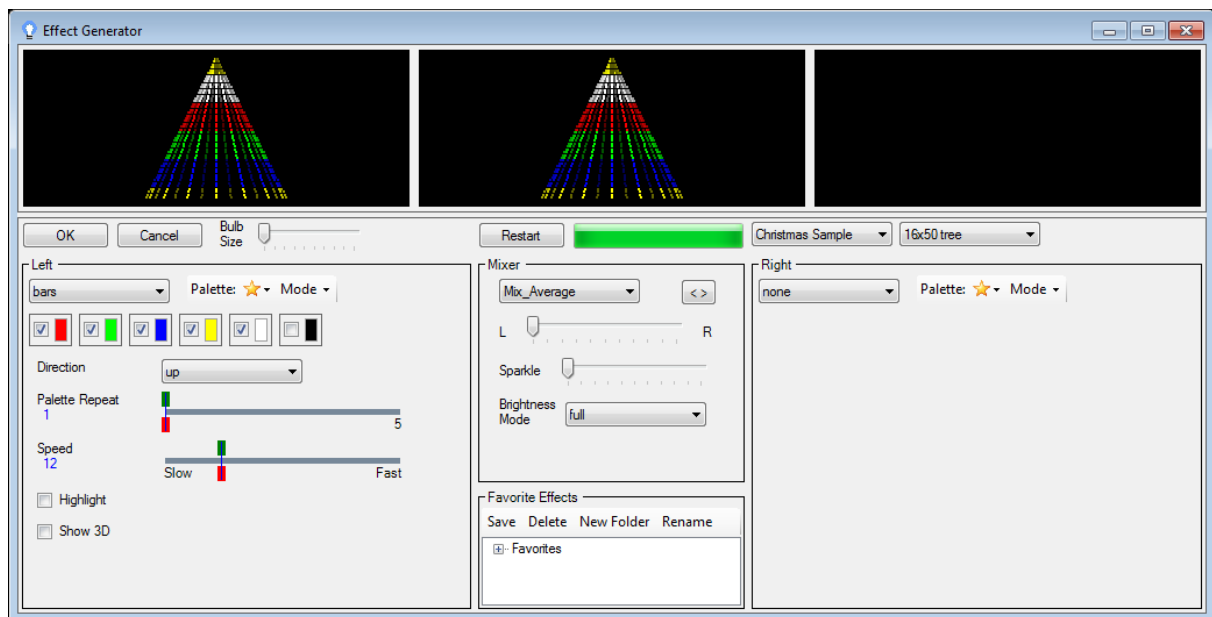 Effect Generator
OK
Cancel
Bulb
Size
Restart
Christmas Sample
16x50 tree
Left
bars
Palette:
Mode
Direction
up
Palette Repeat
1
5
Speed
12
Slow
Fast
Highlight
Show 3D
Mixer
Mix_Average
< >
L
R
Sparkle
Brightness
Mode
full
Favorite Effects
Save Delete New Folder Rename
Favorites
Right
none
Palette:
Mode